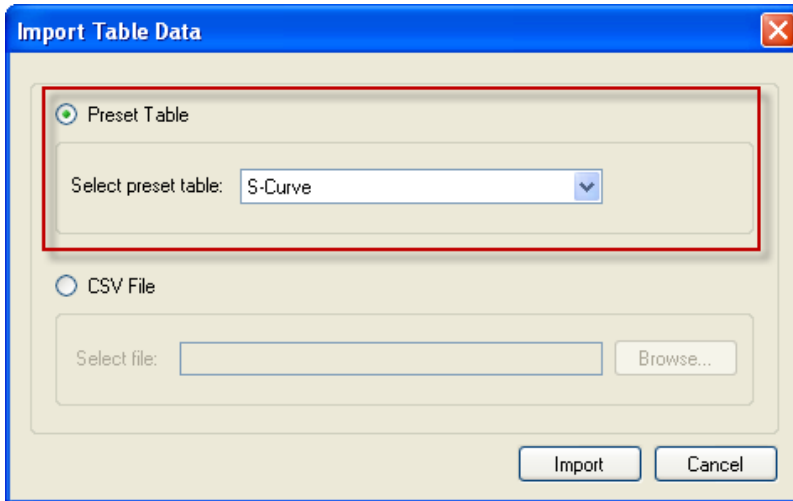 Import Table Data
Preset Table
Select preset table: S-Curve
CSV File
Select file: Browse...
Import Cancel